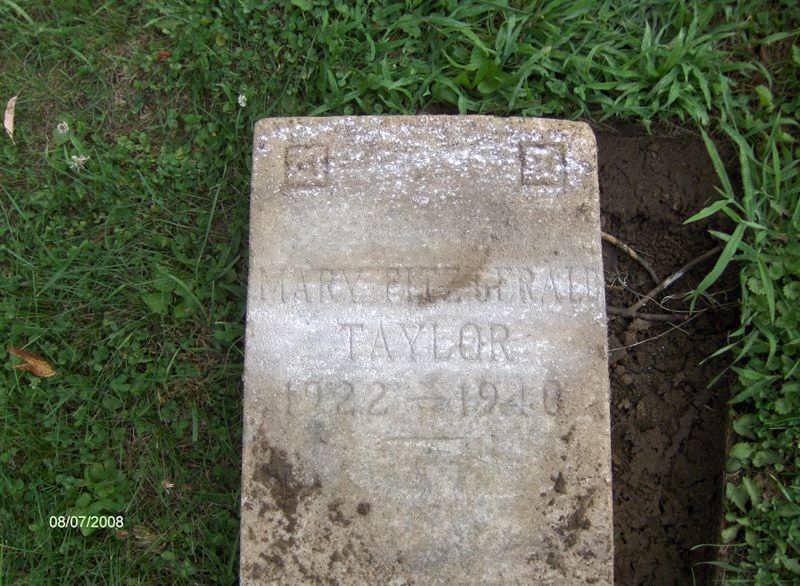 MARY FITZGERALD
TAYLOR
1922 — 1940
08/07/2008